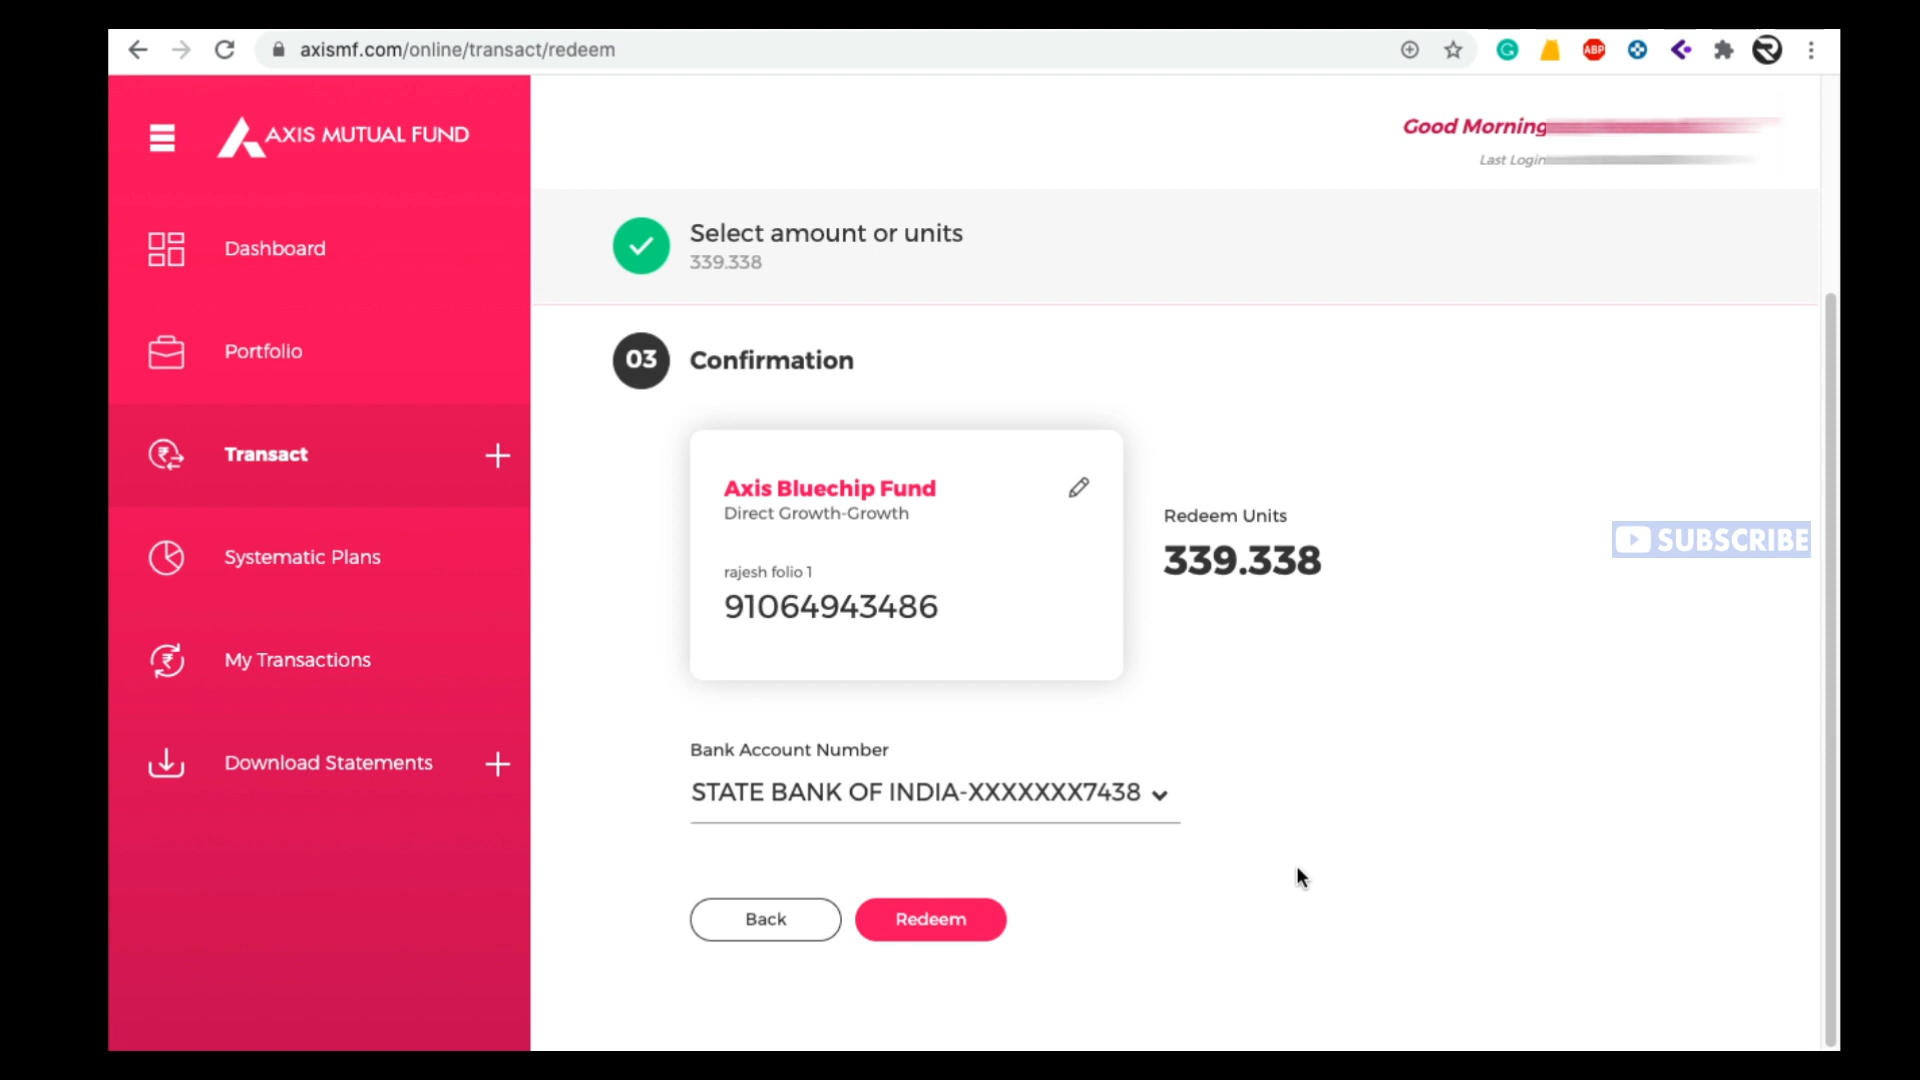 axismf.com/online/transact/redeem
ABP
AXIS MUTUAL FUND
Good Morning
Last Login
Dashboard
Portfolio
Transact
Systematic Plans
My Transactions
Download Statements
Select amount or units
339.338
03 Confirmation
Axis Bluechip Fund
Direct Growth-Growth
rajesh folio 1
91064943486
Redeem Units
339.338
SUBSCRIBE
Bank Account Number
STATE BANK OF INDIA-XXXXXXX7438
Back
Redeem